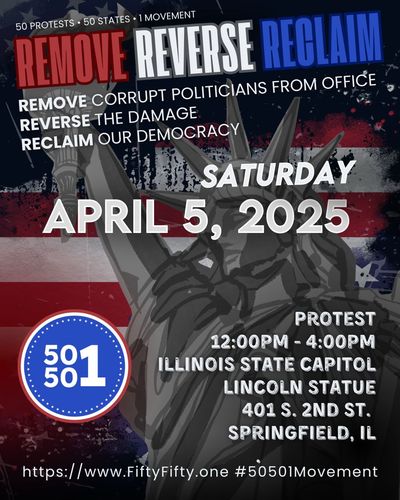 50 PROTESTS • 50 STATES • 1 MOVEMENT
REMOVE REVERSE RECLAIM
REMOVE CORRUPT POLITICIANS FROM OFFICE
REVERSE THE DAMAGE
RECLAIM OUR DEMOCRACY
SATURDAY
APRIL 5, 2025
50
501
PROTEST
12:00PM - 4:00PM
ILLINOIS STATE CAPITOL
LINCOLN STATUE
401 S. 2ND ST.
SPRINGFIELD, IL
https://www.FiftyFifty.one #50501Movement